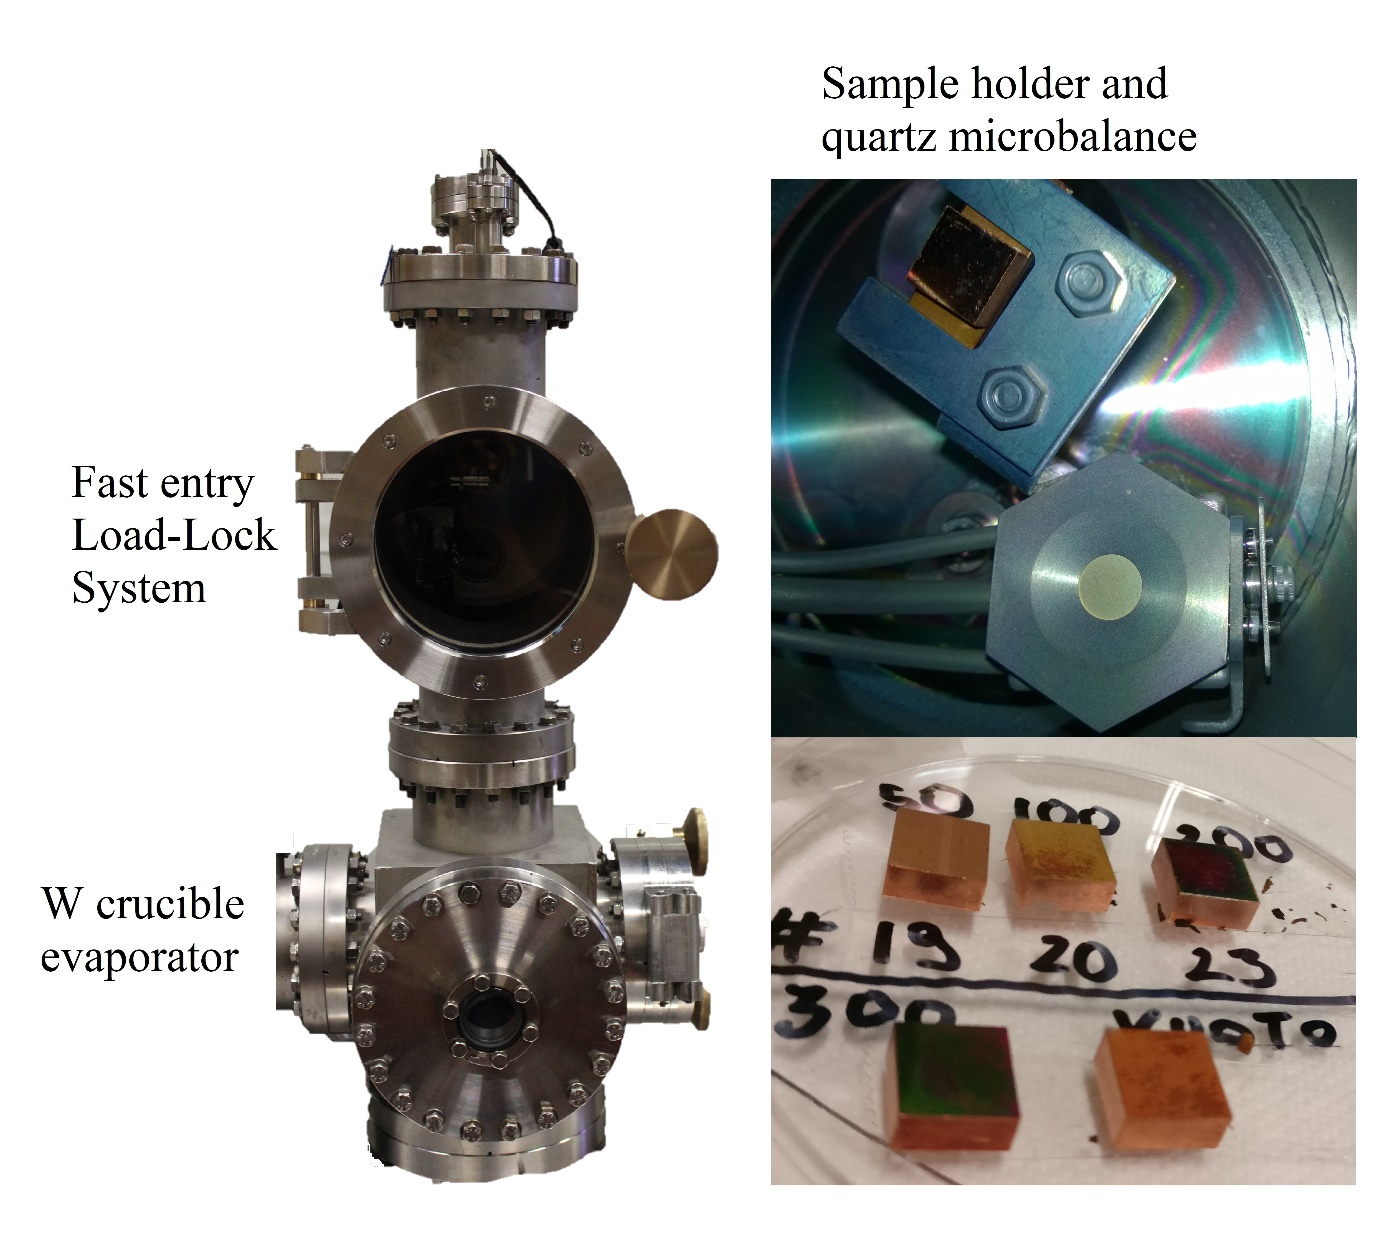 Sample holder and
quartz microbalance
Fast entry
Load-Lock
System
W crucible
evaporator
50 100 200
# 19 20 23
300 VUOTO